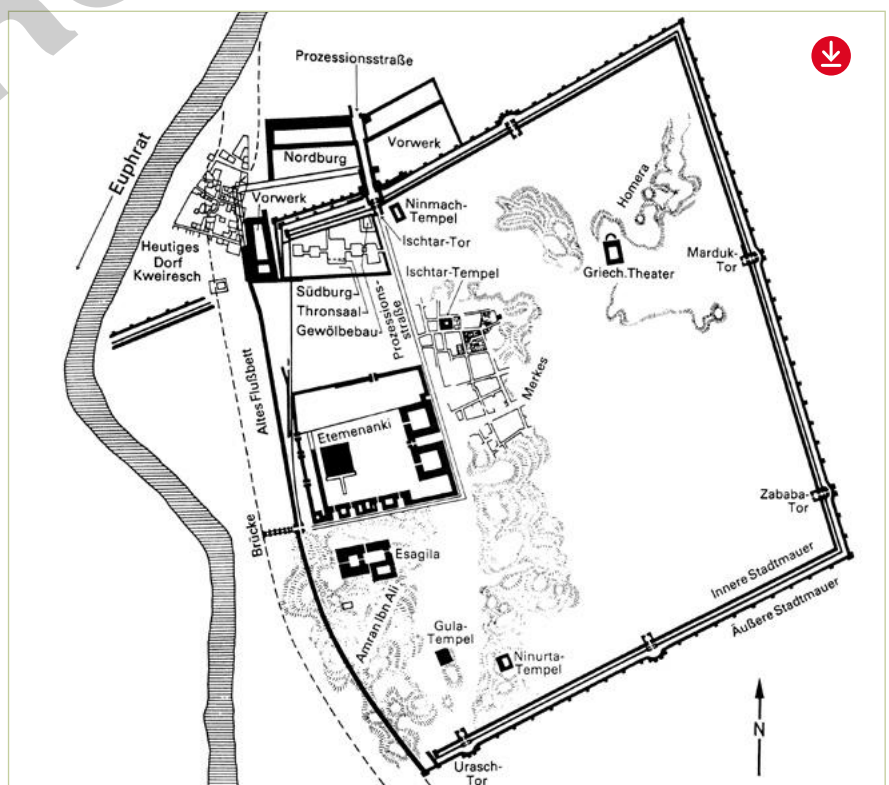 Prozessionsstraße
Nordburg
Vorwerk
Euphrat
Vorwerk
Ninmach-
Tempel
Homera
Heutiges
Dorf
Kweiresch
Ischtar-Tor
Griech.Theater
Marduk-
Tor
Ischtar-Tempel
Südburg
Thronsaal
Gewölbebau
Prozessions-
straße
Merkes
Altes Flußbett
Etemenanki
Zababa-
Tor
Brücke
Esagila
Innere Stadtmauer
Äußere Stadtmauer
Amran Ibn Ali
Gula-
Tempel
Ninurta-
Tempel
N
Urasch-
Tor